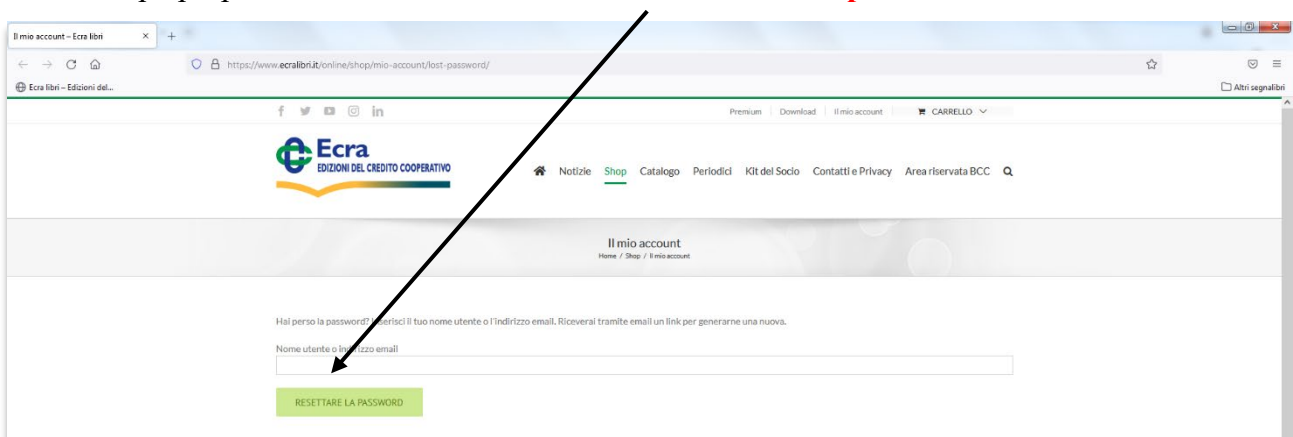 Il mio account – Ecra libri × +
https://www.ecralibri.it/online/shop/mio-account/lost-password/
Ecra libri – Edizioni del...
Altri segnalibri
Premium Download Il mio account CARRELLO
Ecra
EDIZIONI DEL CREDITO COOPERATIVO
Notizie Shop Catalogo Periodici Kit del Socio Contatti e Privacy Area riservata BCC
Il mio account
Home / Shop / Il mio account
Hai perso la password? Inserisci il tuo nome utente o l'indirizzo email. Riceverai tramite email un link per generarne una nuova.
Nome utente o indirizzo email
RESETTARE LA PASSWORD